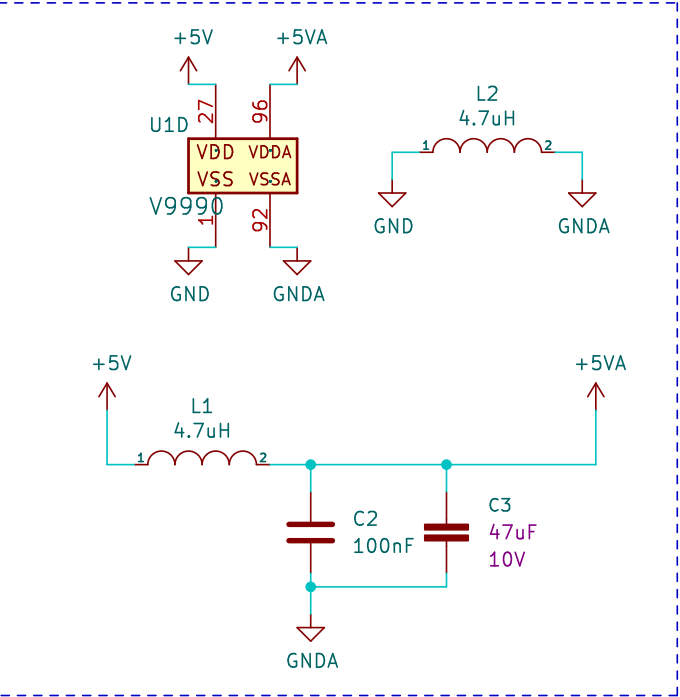 +5V
+5VA
27
96
U1D
VDD
VDDA
VSS
VSSA
V9990
1
92
GND
GNDA
L2
4.7uH
1
2
GND
GNDA
+5V
+5VA
L1
4.7uH
1
2
C2
100nF
C3
47uF
10V
GNDA